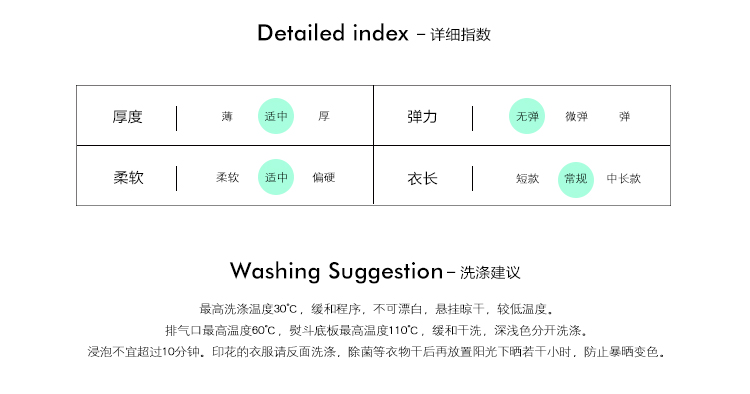 Detailed index – 详细指数
厚度 薄 适中 厚 弹力 无弹 微弹 弹
柔软 柔软 适中 偏硬 衣长 短款 常规 中长款
Washing Suggestion – 洗涤建议
最高洗涤温度30℃，缓和程序，不可漂白，悬挂晾干，较低温度。
排气口最高温度60℃，熨斗底板最高温度110℃，缓和干洗，深浅色分开洗涤。
浸泡不宜超过10分钟。印花的衣服请反面洗涤，除菌等衣物干后再放置阳光下晒若干小时，防止暴晒变色。